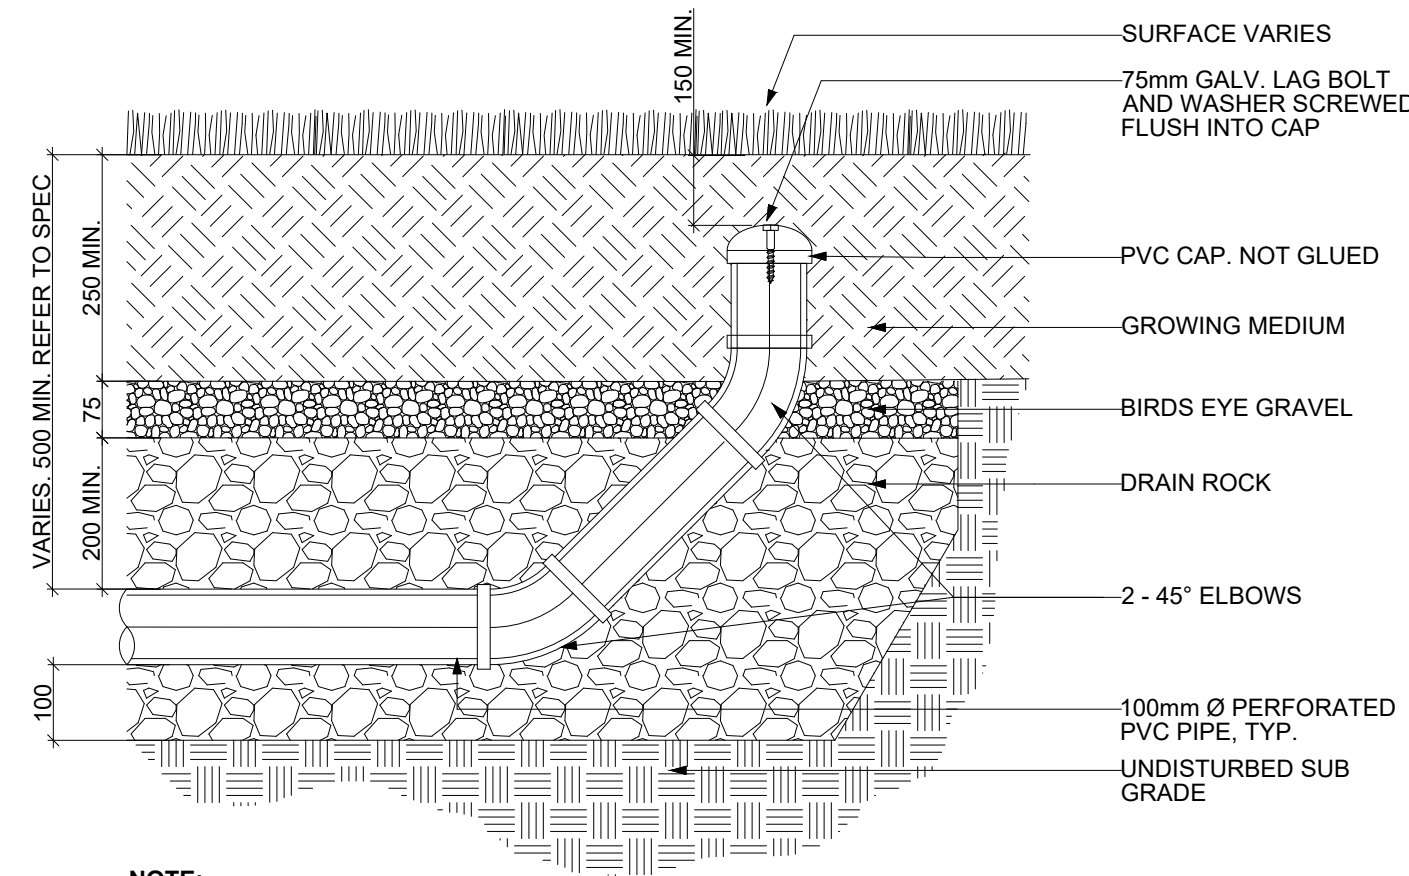 150 MIN.
SURFACE VARIES
75mm GALV. LAG BOLT
AND WASHER SCREWED
FLUSH INTO CAP
VARIES. 500 MIN. REFER TO SPEC
250 MIN.
PVC CAP. NOT GLUED
GROWING MEDIUM
75
BIRDS EYE GRAVEL
200 MIN.
DRAIN ROCK
2 - 45° ELBOWS
100
100mm Ø PERFORATED
PVC PIPE, TYP.
UNDISTURBED SUB
GRADE
NOTE: